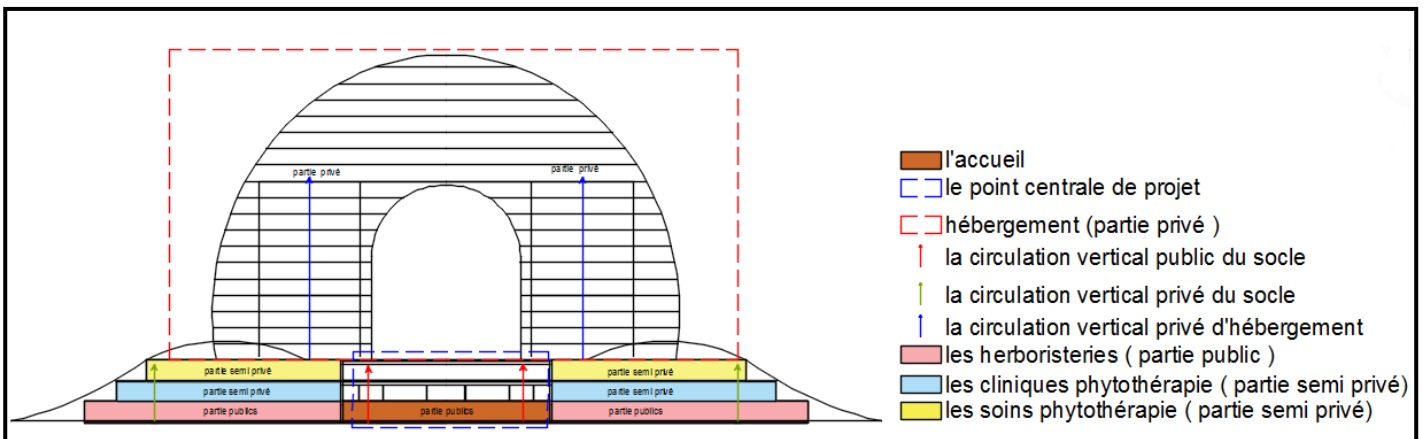 partie privé
partie privé
partie semi privé
partie semi privé
partie semi privé
partie semi privé
partie publics
partie publics
partie publics
l'accueil
le point centrale de projet
hébergement (partie privé )
la circulation vertical public du socle
la circulation vertical privé du socle
la circulation vertical privé d'hébergement
les herboristeries ( partie public )
les cliniques phytothérapie ( partie semi privé)
les soins phytothérapie ( partie semi privé)